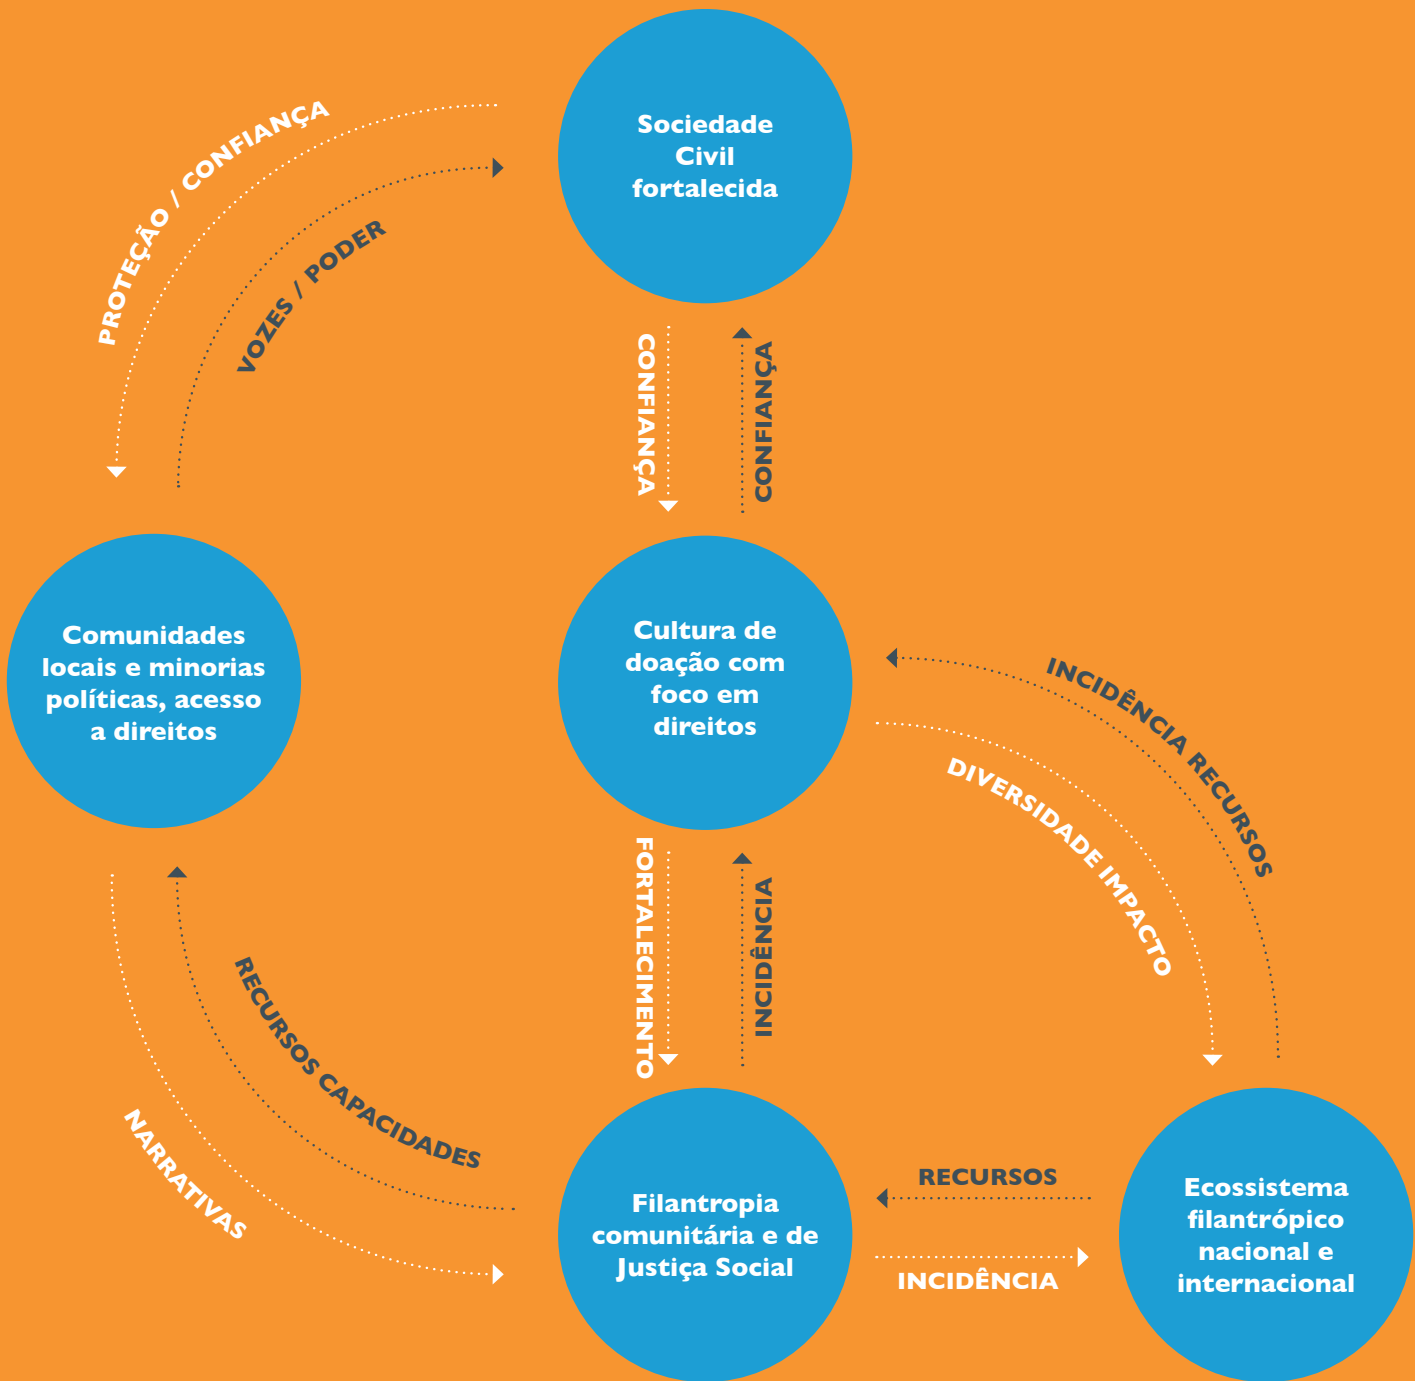 Sociedade
Civil
fortalecida
PROTEÇÃO / CONFIANÇA
VOZES / PODER
CONFIANÇA
CONFIANÇA
Comunidades
locais e minorias
políticas, acesso
a direitos
Cultura de
doação com
foco em
direitos
INCIDÊNCIA RECURSOS
DIVERSIDADE IMPACTO
FORTALECIMENTO
INCIDÊNCIA
RECURSOS CAPACIDADES
NARRATIVAS
Filantropia
comunitária e de
Justiça Social
RECURSOS
INCIDÊNCIA
Ecossistema
filantrópico
nacional e
internacional